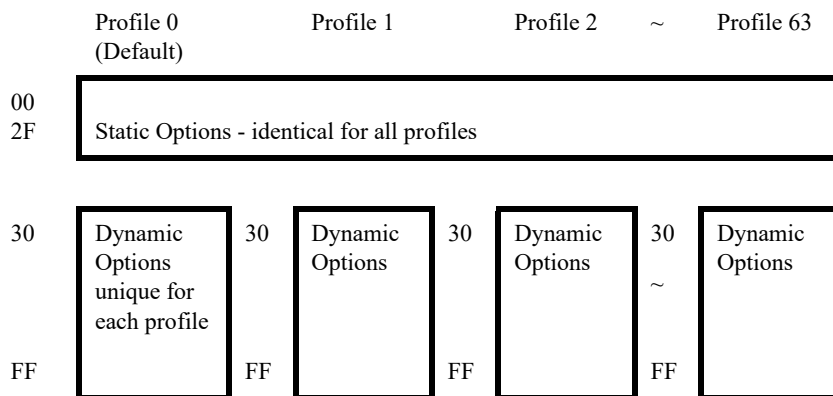 Profile 0 Profile 1 Profile 2 ~ Profile 63
(Default)
00
2F Static Options - identical for all profiles
30 Dynamic 30 Dynamic 30 Dynamic 30 Dynamic
Options Options Options Options
unique for ~
each profile
FF FF FF FF